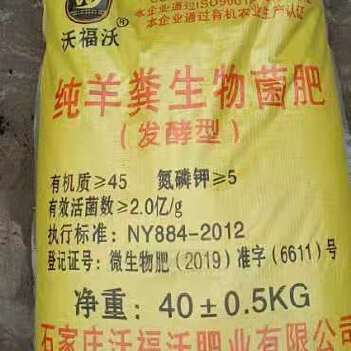 本企业通过ISO9001
本企业通过有机农业生产认证
沃福沃®
纯羊粪生物菌肥
(发酵型)
有机质≥45 氮磷钾≥5
有效活菌数≥2.0亿/g
执行标准：NY884-2012
登记证号：微生物肥(2019)准字(6611)号
净重：40±0.5KG
石家庄沃福沃肥业有限公司